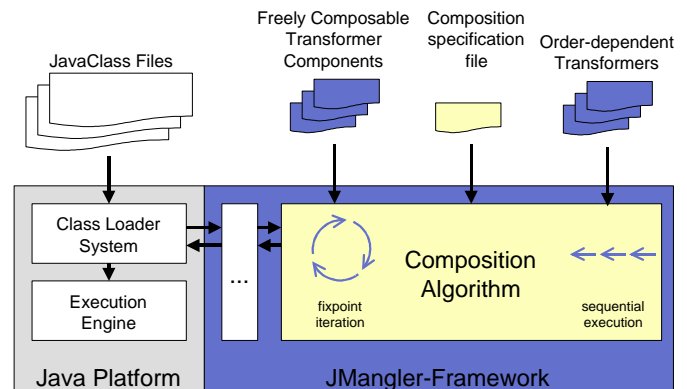 JavaClass Files
Freely Composable
Transformer
Components
Composition
specification
file
Order-dependent
Transformers
Class Loader
System
Execution
Engine
...
fixpoint
iteration
Composition
Algorithm
sequential
execution
Java Platform
JMangler-Framework